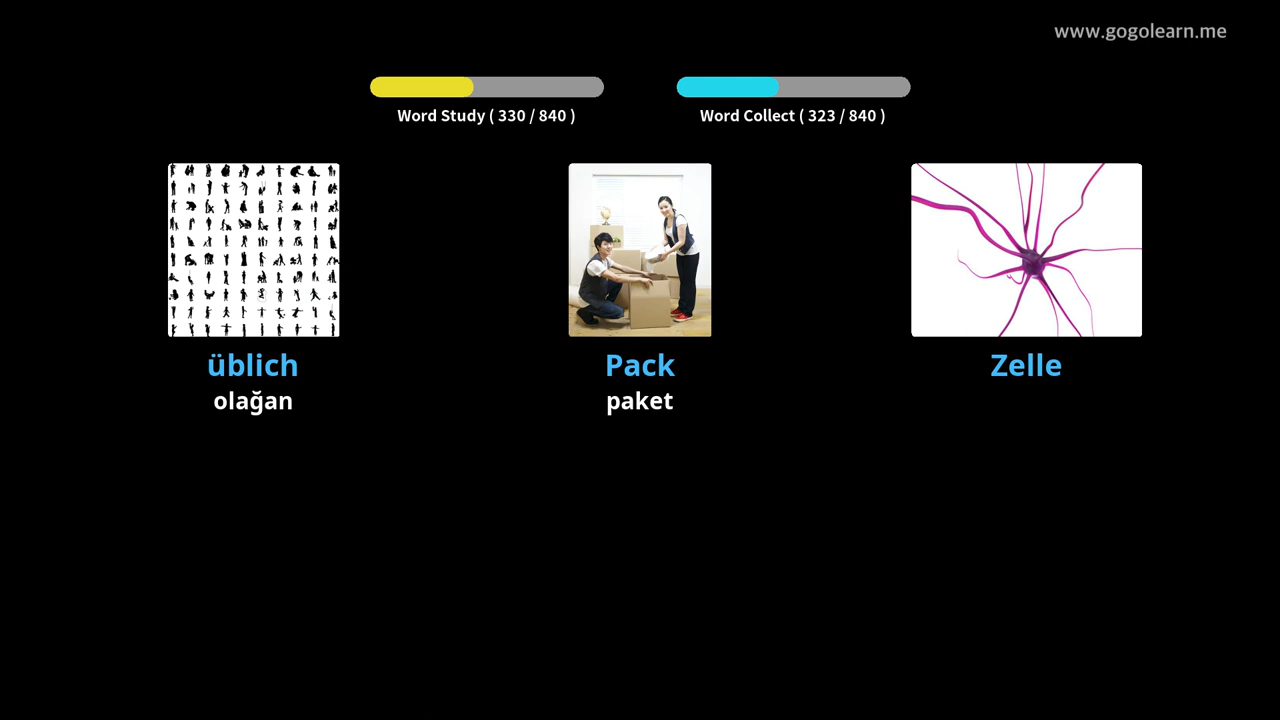 www.gogolearn.me
Word Study ( 330 / 840 )
Word Collect ( 323 / 840 )
üblich
olağan
Pack
paket
Zelle